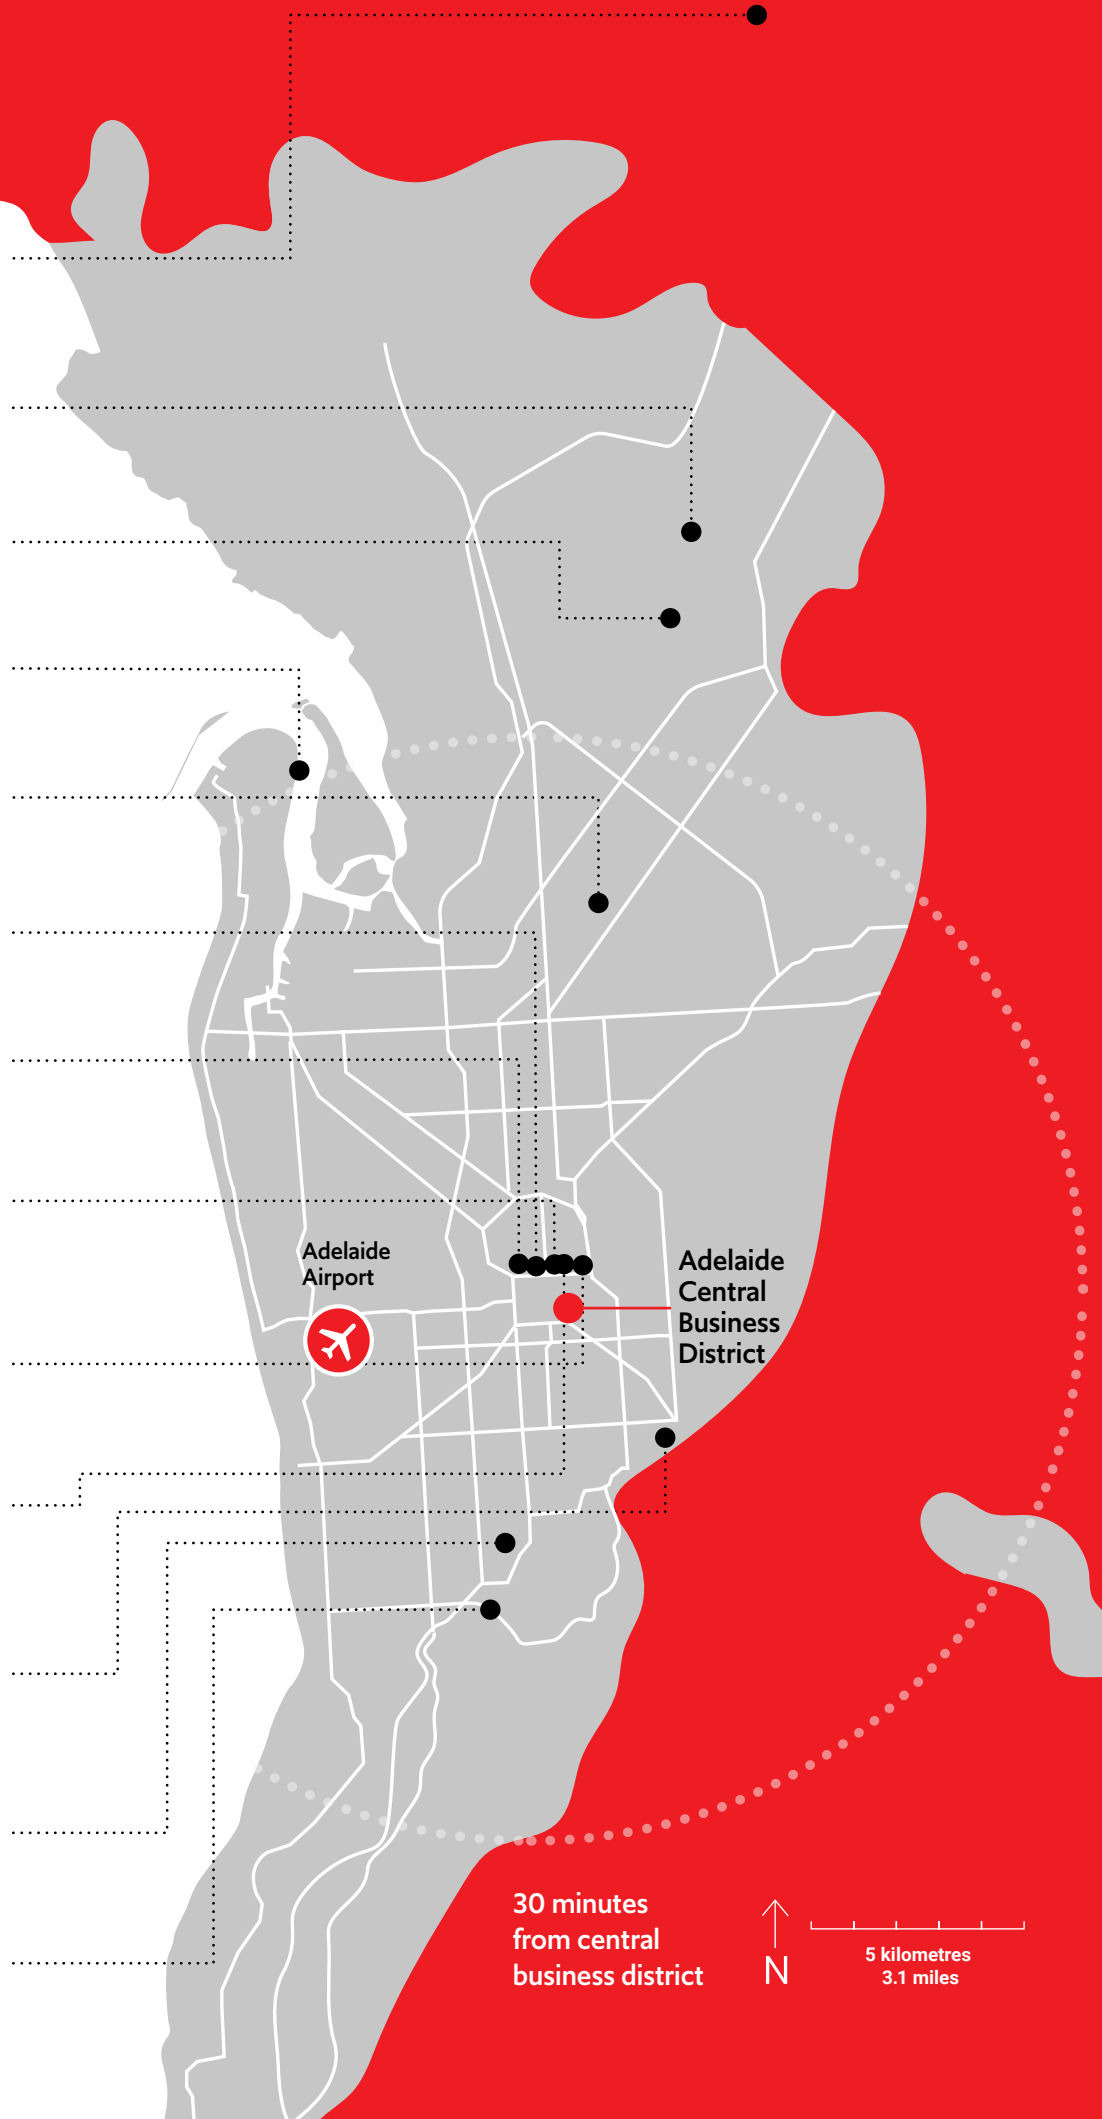 Adelaide
Airport
Adelaide
Central
Business
District
30 minutes
from central
business district
N
5 kilometres
3.1 miles